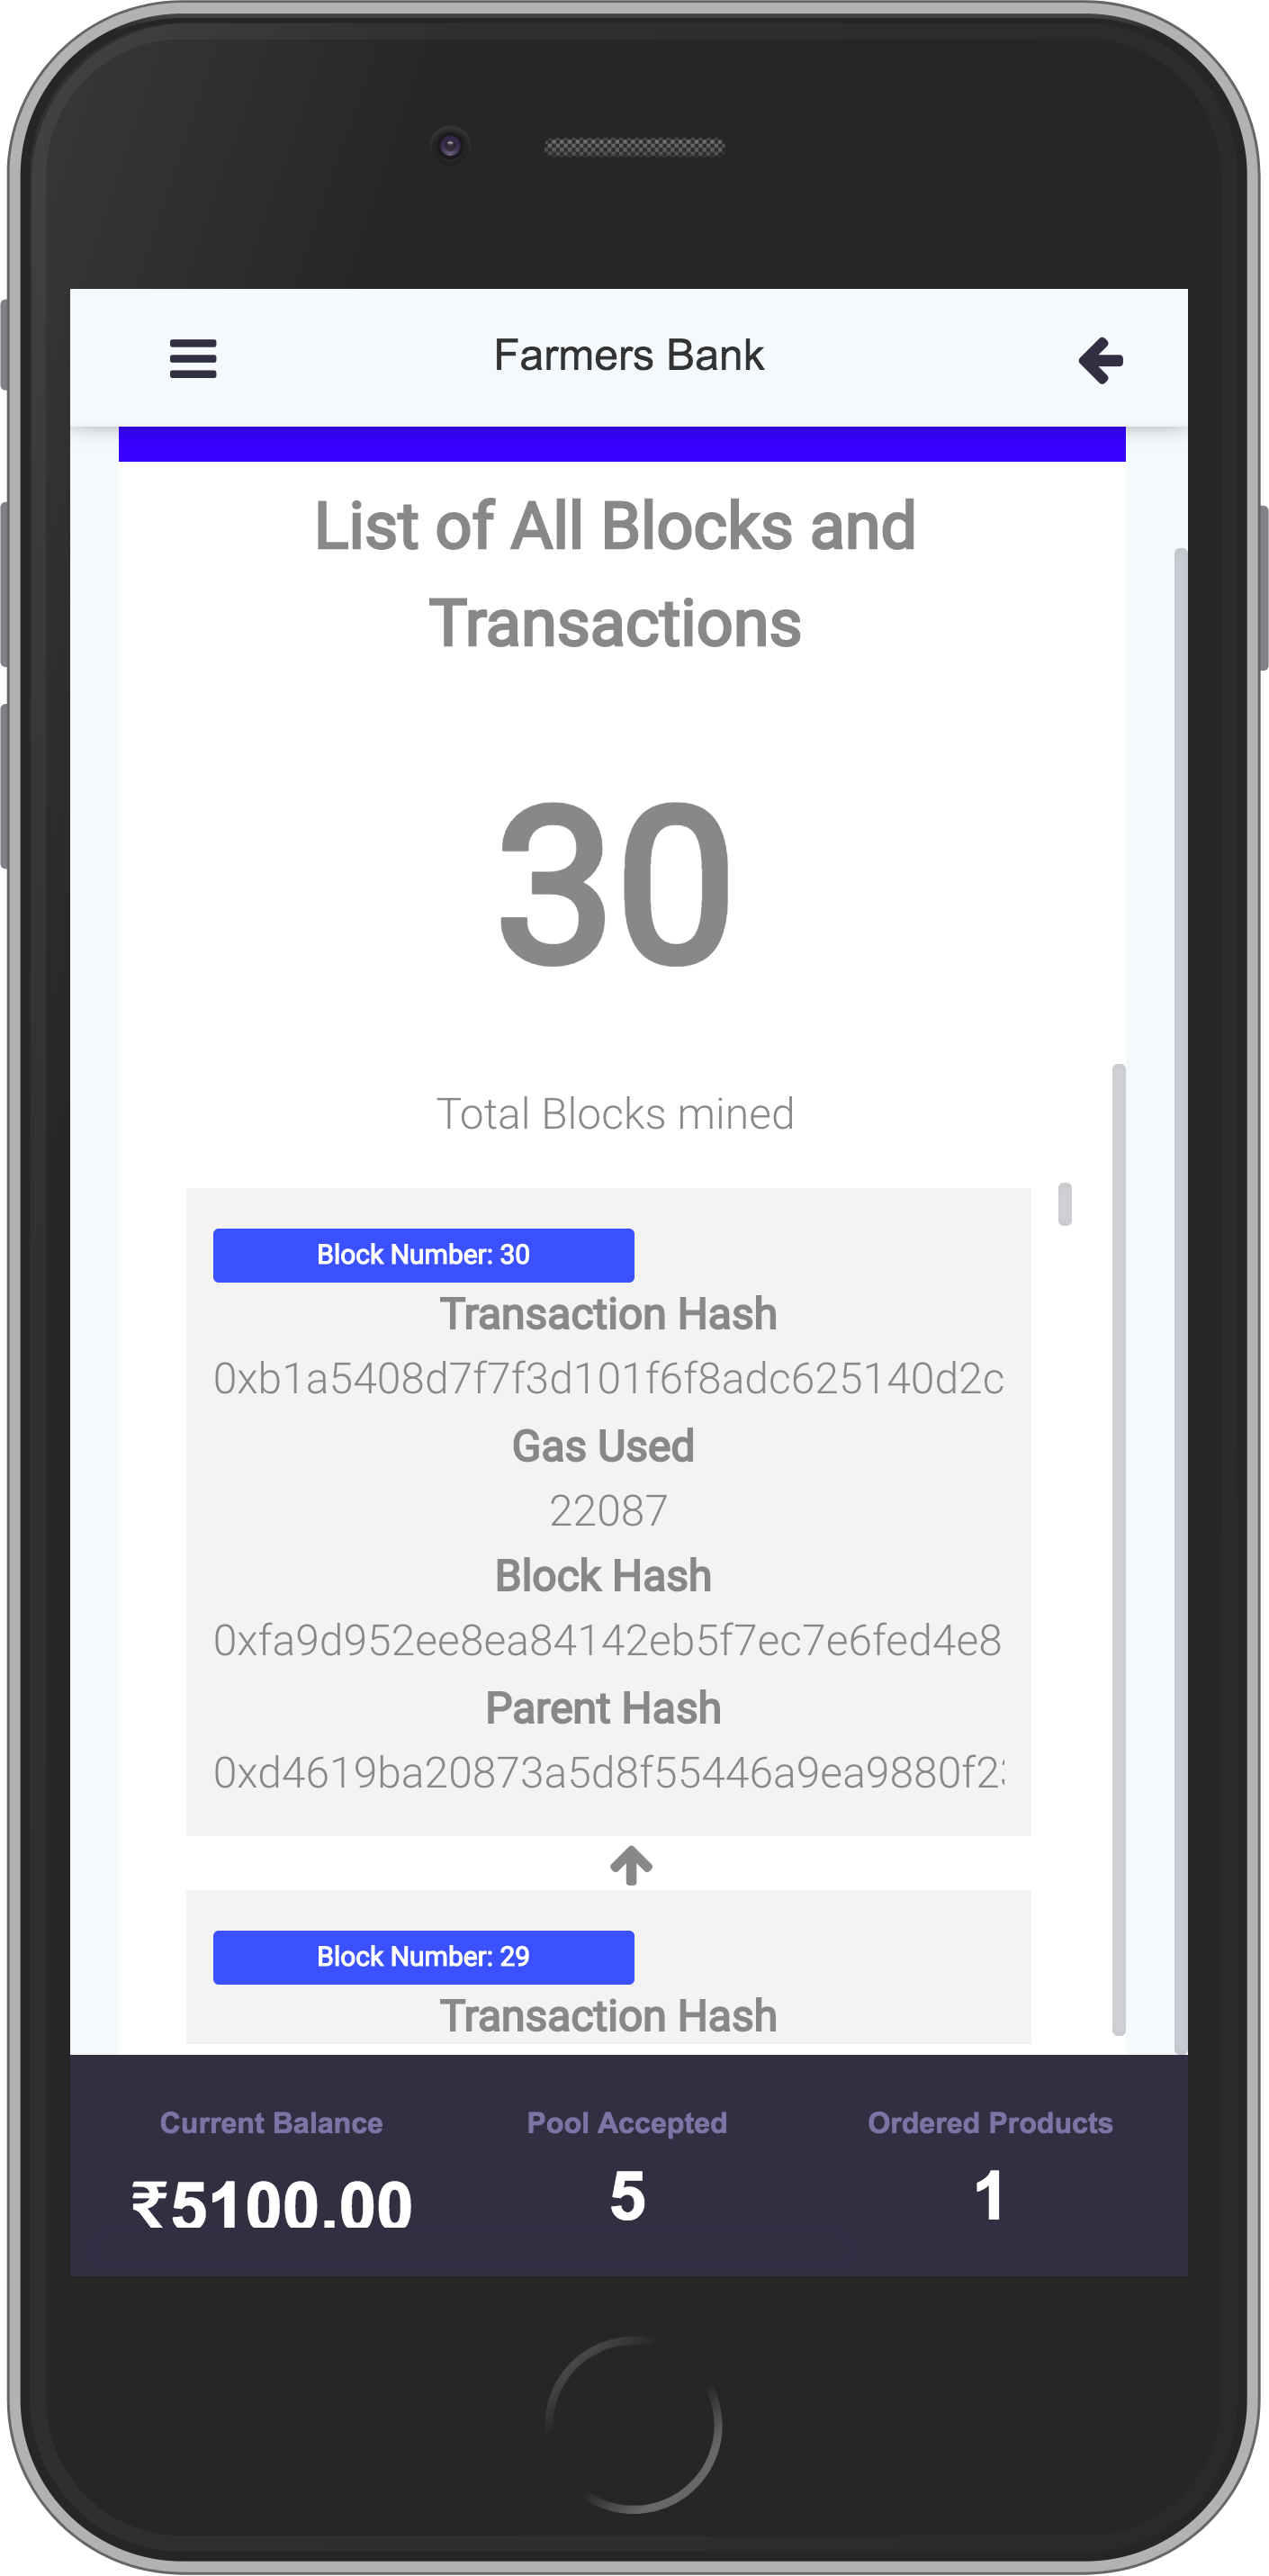 Farmers Bank
List of All Blocks and
Transactions
30
Total Blocks mined
Block Number: 30
Transaction Hash
0xb1a5408d7f7f3d101f6f8adc625140d2c
Gas Used
22087
Block Hash
0xfa9d952ee8ea84142eb5f7ec7e6fed4e8
Parent Hash
0xd4619ba20873a5d8f55446a9ea9880f2
Block Number: 29
Transaction Hash
Current Balance
Pool Accepted
Ordered Products
₹5100.00
5
1